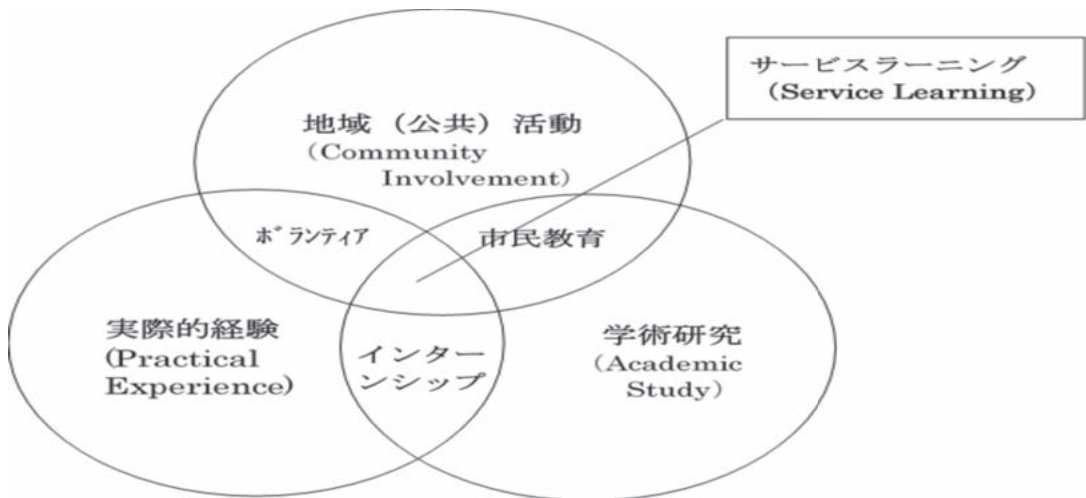 サービスラーニング
(Service Learning)
地域（公共）活動
(Community
Involvement)
ボランティア
市民教育
実際的経験
(Practical
Experience)
インター
ンシップ
学術研究
(Academic
Study)